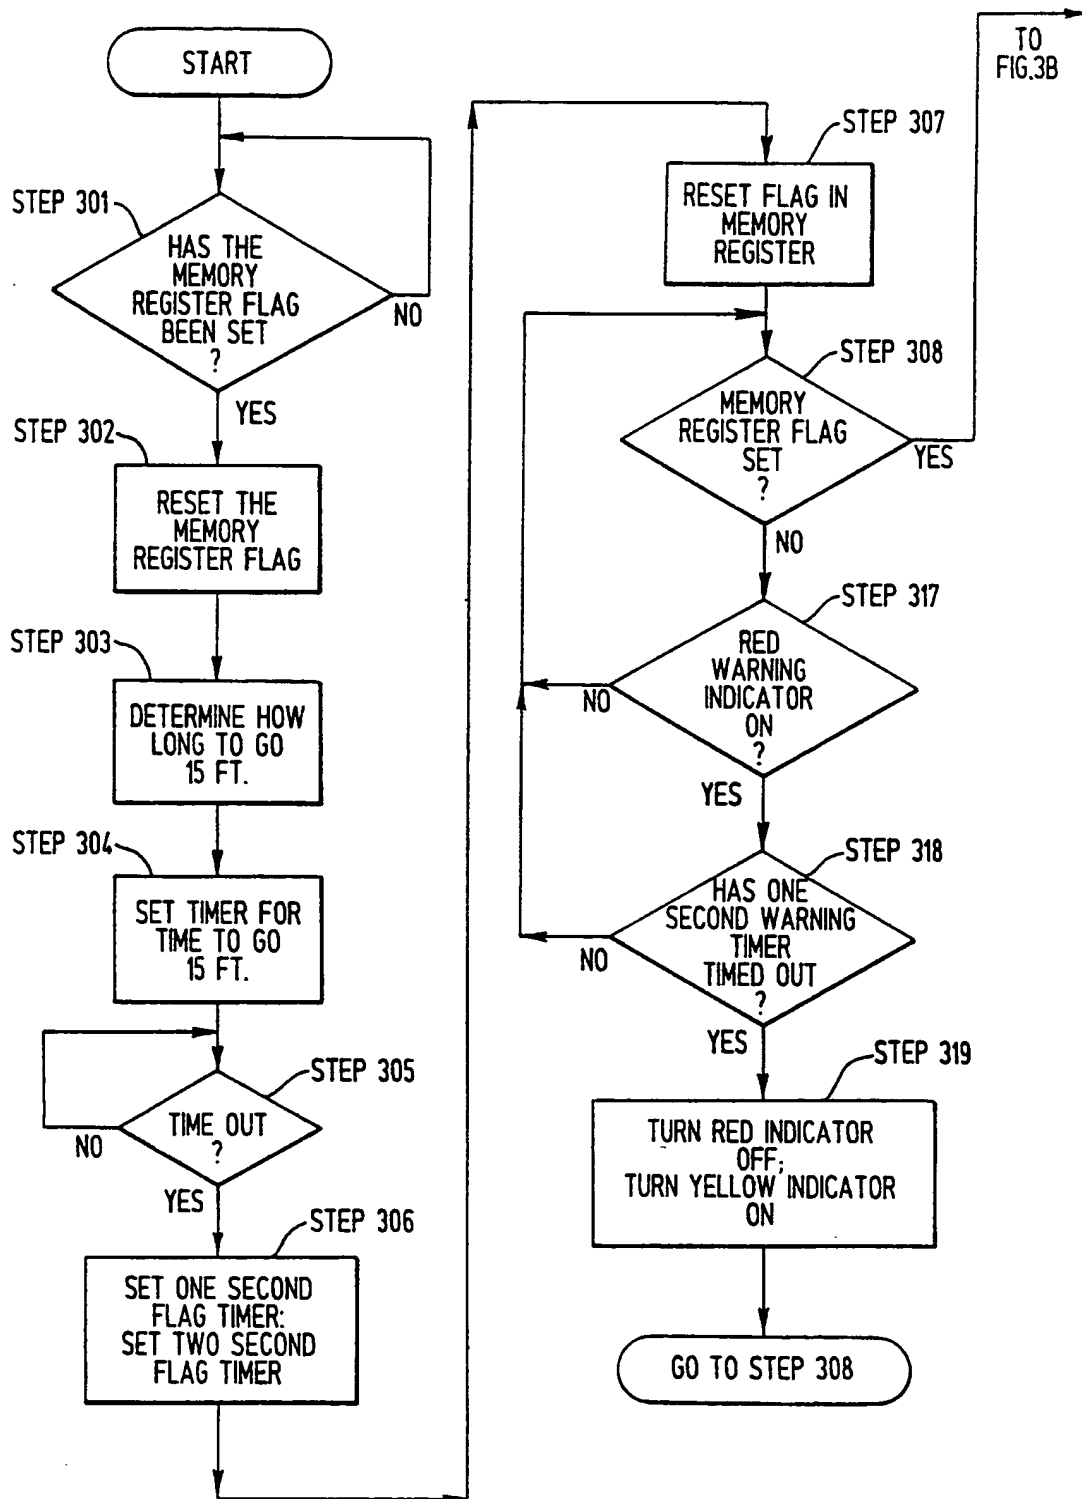 START
STEP 301
HAS THE
MEMORY
REGISTER FLAG
BEEN SET
?
NO
YES
STEP 302
RESET THE
MEMORY
REGISTER FLAG
STEP 303
DETERMINE HOW
LONG TO GO
15 FT.
STEP 304
SET TIMER FOR
TIME TO GO
15 FT.
STEP 305
TIME OUT
?
NO
YES
STEP 306
SET ONE SECOND
FLAG TIMER:
SET TWO SECOND
FLAG TIMER
STEP 307
RESET FLAG IN
MEMORY
REGISTER
STEP 308
MEMORY
REGISTER FLAG
SET
?
YES
TO
FIG.3B
NO
STEP 317
RED
WARNING
INDICATOR
ON
?
NO
YES
STEP 318
HAS ONE
SECOND WARNING
TIMER
TIMED OUT
?
NO
YES
STEP 319
TURN RED INDICATOR
OFF;
TURN YELLOW INDICATOR
ON
GO TO STEP 308